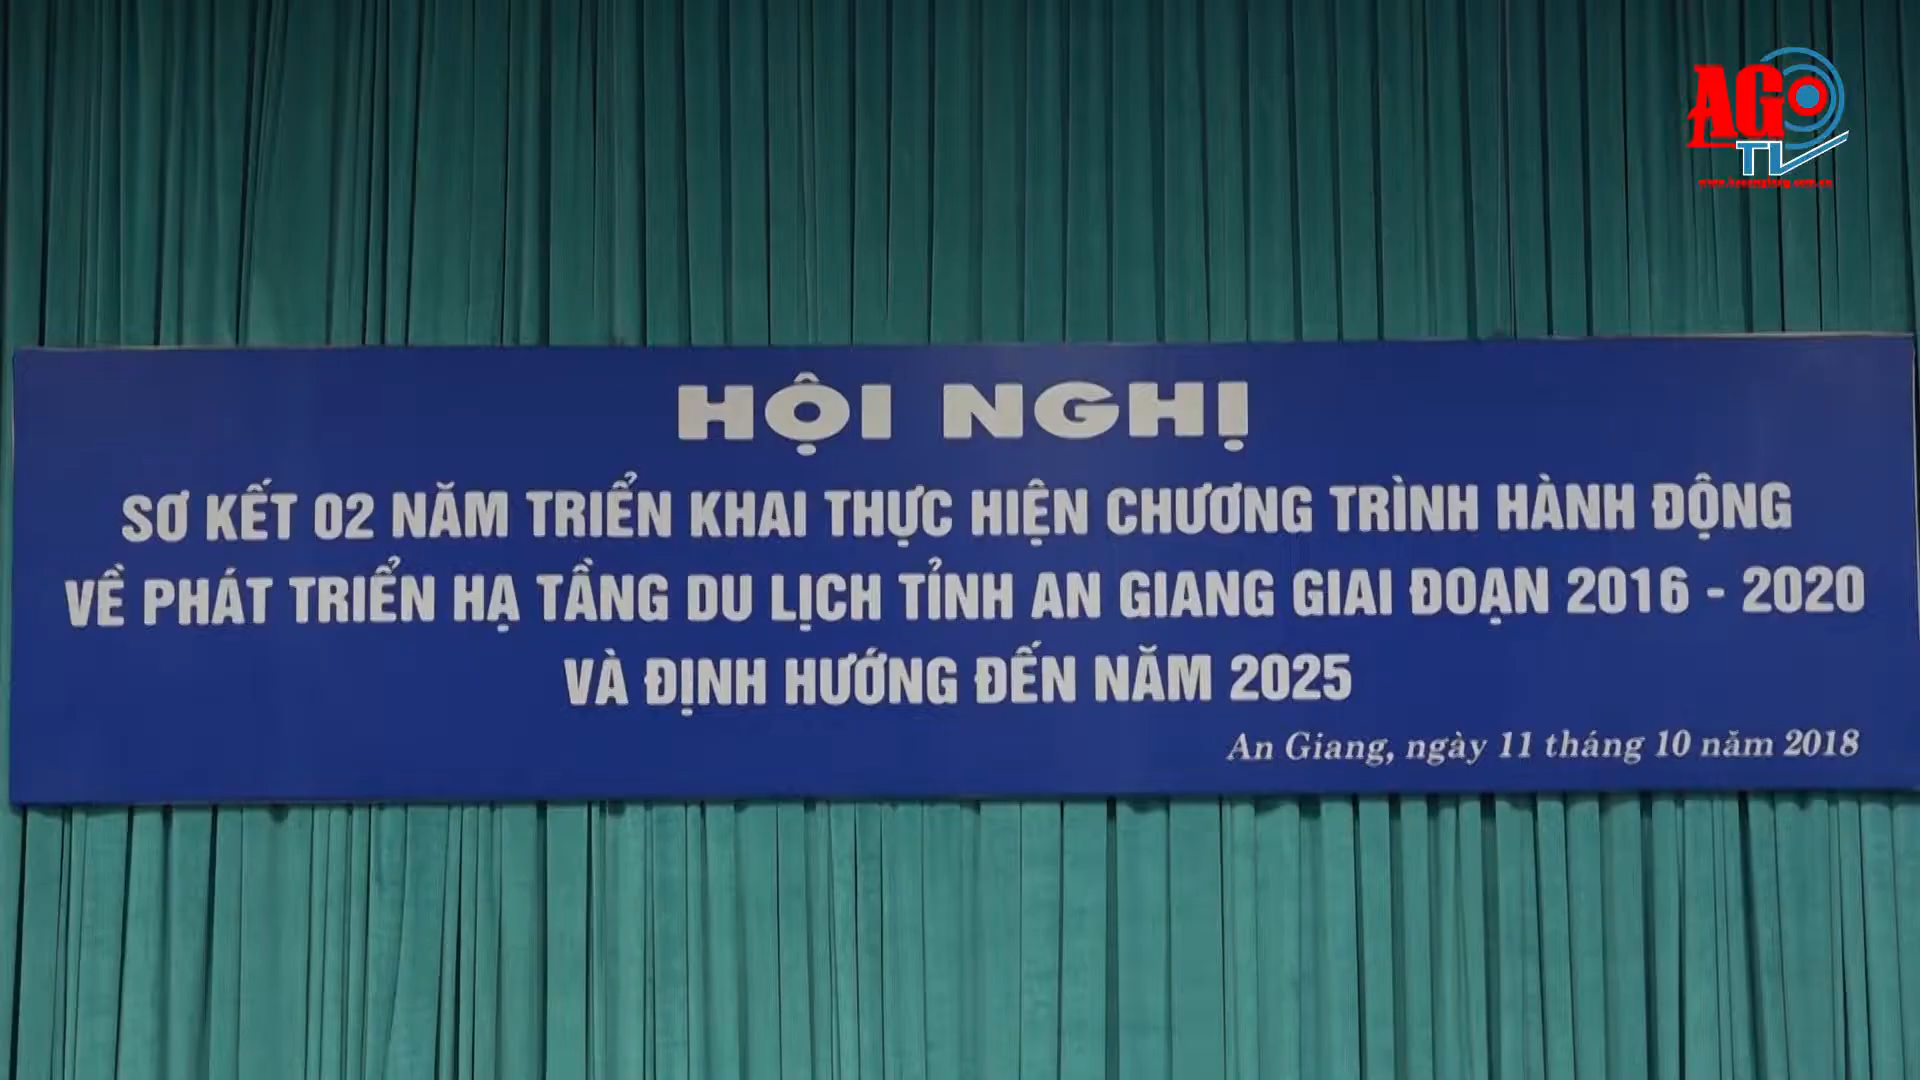 AGO
TV
HỘI NGHỊ
SƠ KẾT 02 NĂM TRIỂN KHAI THỰC HIỆN CHƯƠNG TRÌNH HÀNH ĐỘNG
VỀ PHÁT TRIỂN HẠ TẦNG DU LỊCH TỈNH AN GIANG GIAI ĐOẠN 2016 - 2020
VÀ ĐỊNH HƯỚNG ĐẾN NĂM 2025
An Giang, ngày 11 tháng 10 năm 2018